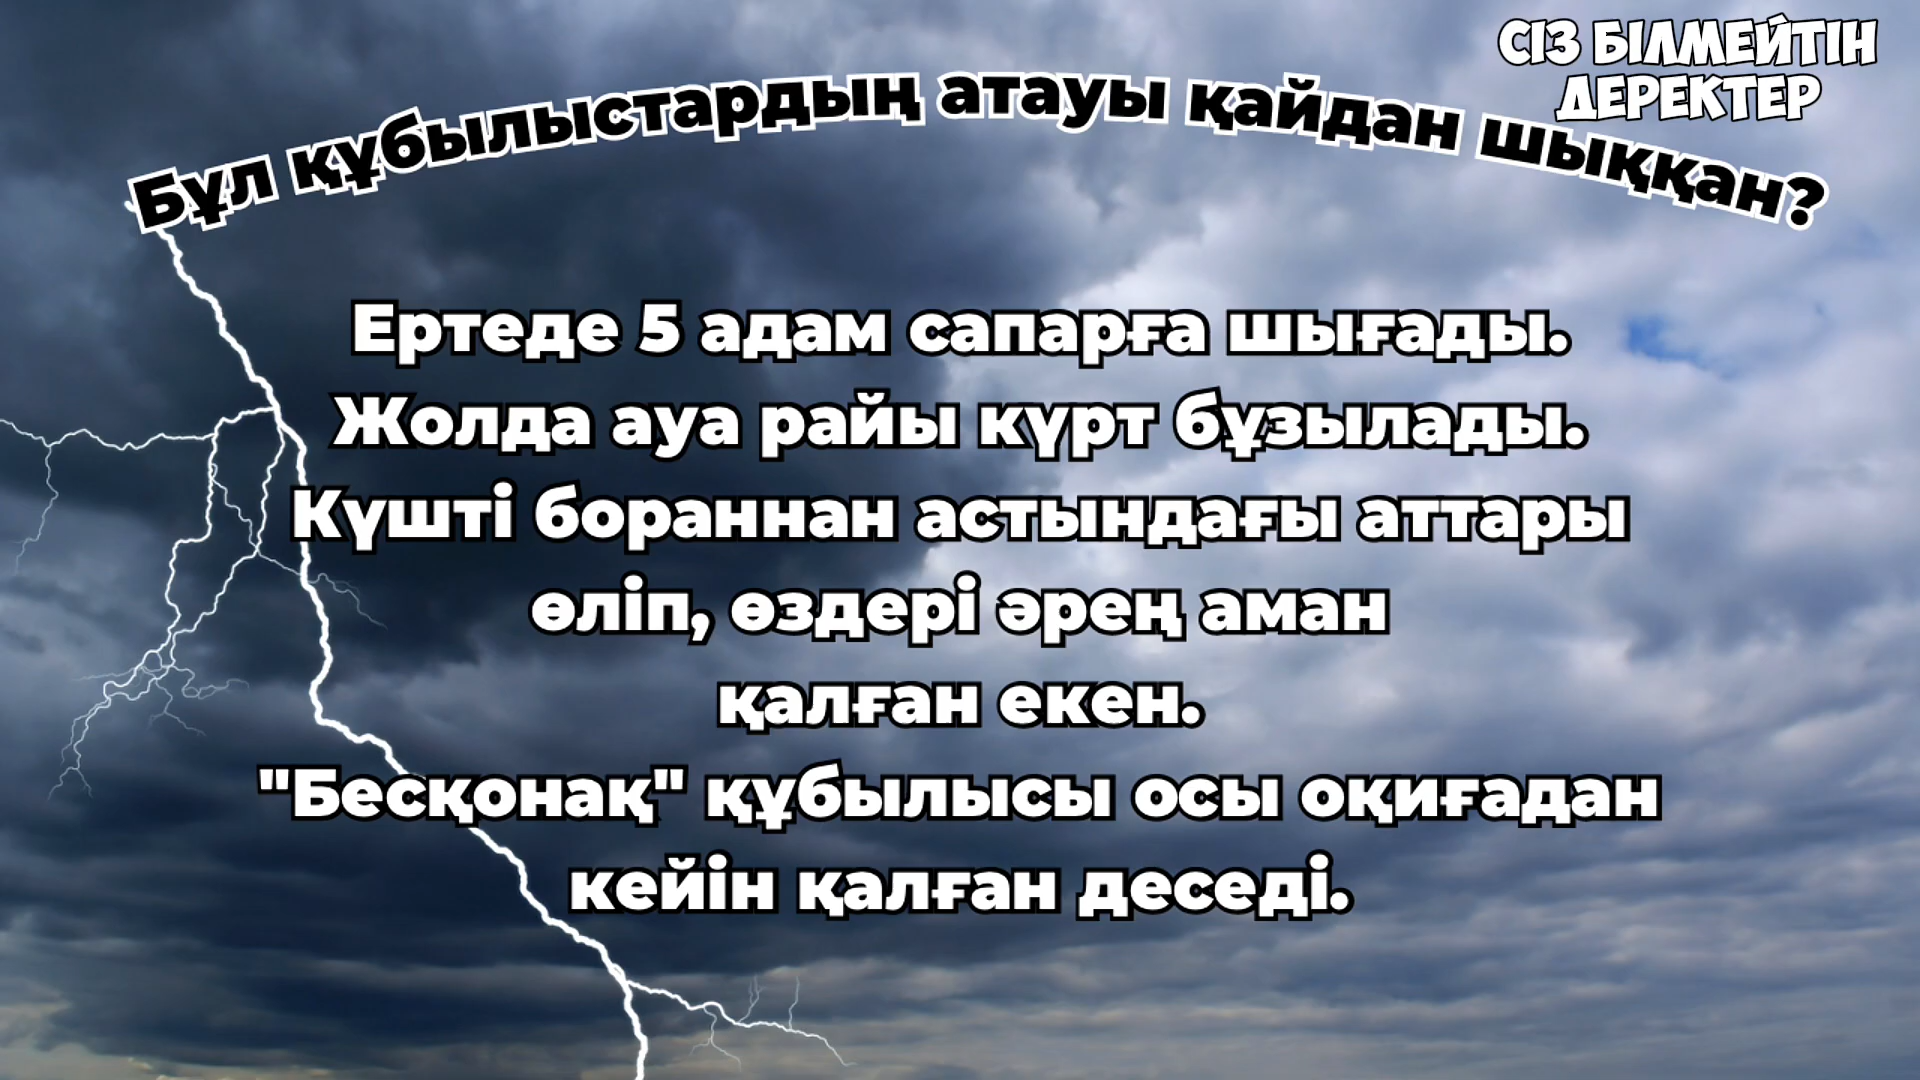 СІЗ БІЛМЕЙТІН
ДЕРЕКТЕР
Бұл құбылыстардың атауы қайдан шыққан?
Ертеде 5 адам сапарға шығады.
Жолда ауа райы күрт бұзылады.
Күшті бораннан астындағы аттары
өліп, өздері әрең аман
қалған екен.
"Бесқонақ" құбылысы осы оқиғадан
кейін қалған деседі.